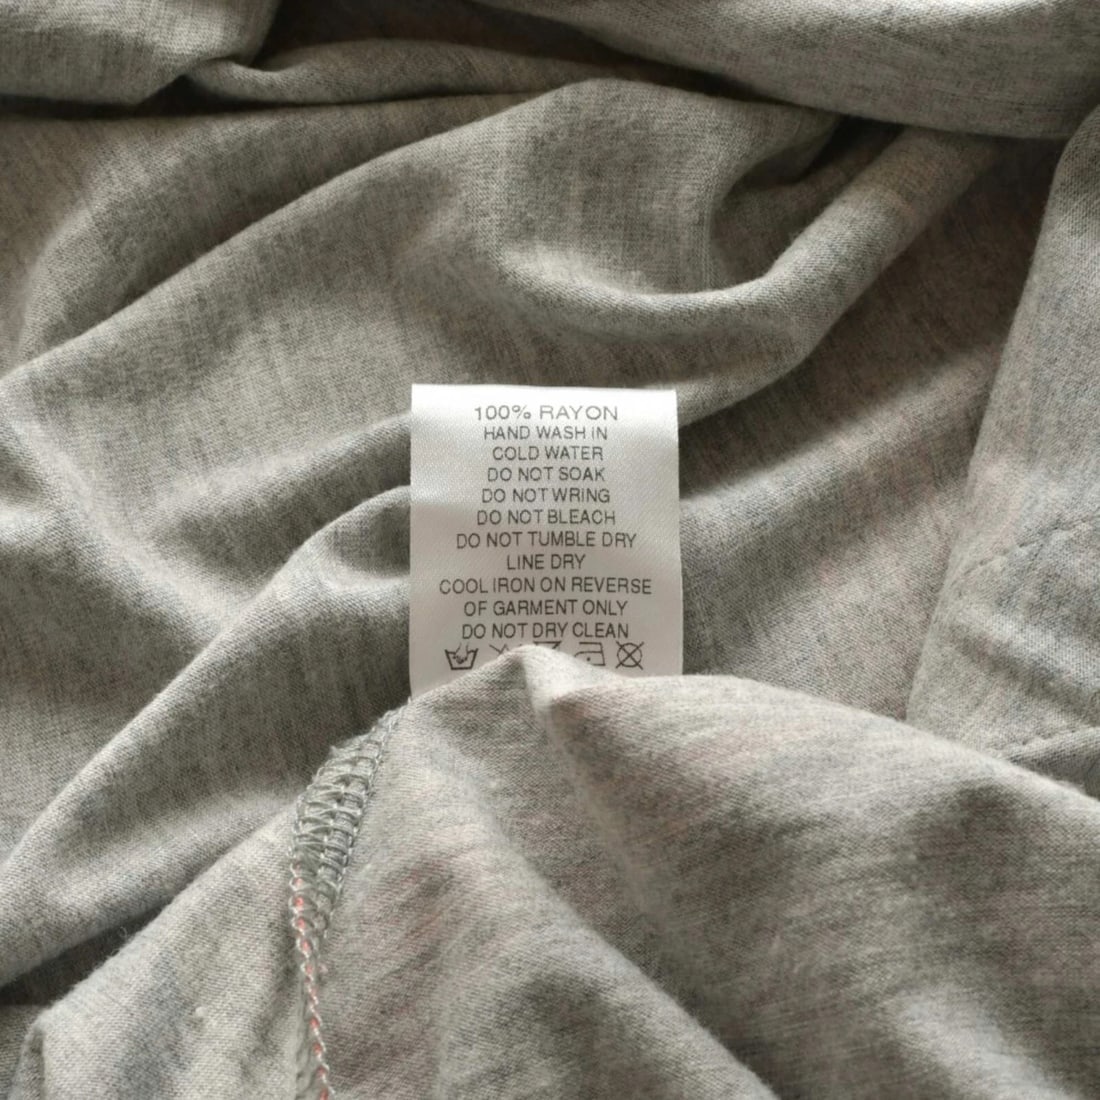 100% RAYON
HAND WASH IN
COLD WATER
DO NOT SOAK
DO NOT WRING
DO NOT BLEACH
DO NOT TUMBLE DRY
LINE DRY
COOL IRON ON REVERSE
OF GARMENT ONLY
DO NOT DRY CLEAN